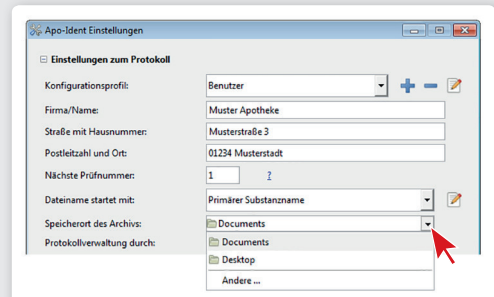 Apo-Ident Einstellungen
Einstellungen zum Protokoll
Konfigurationsprofil: Benutzer
Firma/Name: Muster Apotheke
Straße mit Hausnummer: Musterstraße 3
Postleitzahl und Ort: 01234 Musterstadt
Nächste Prüfnummer: 1 ?
Dateiname startet mit: Primärer Substanzname
Speicherort des Archivs: Documents
Protokollverwaltung durch: Documents
Desktop
Andere ...